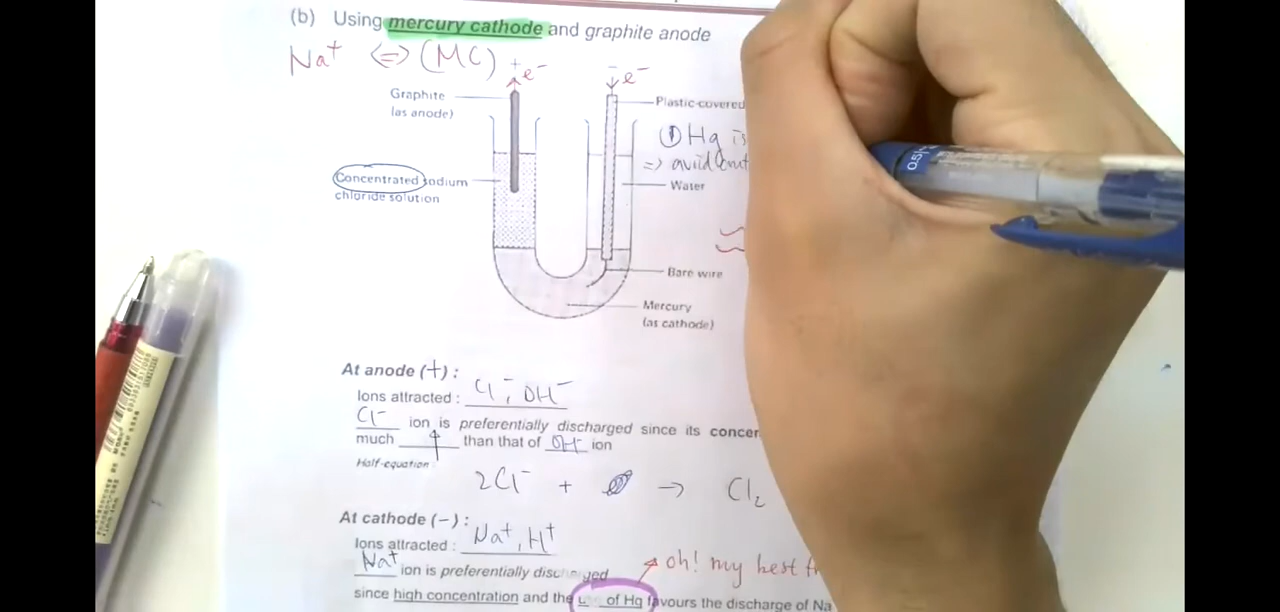 (b) Using mercury cathode and graphite anode
Na⁺ ⇔ (MC)
+ e⁻
− e⁻
Graphite
(as anode)
Plastic-covered
① Hg is
⇒
Concentrated sodium
chloride solution
Water
Bare wire
Mercury
(as cathode)
At anode (+) :
Ions attracted : Cl⁻, OH⁻
Cl⁻ ion is preferentially discharged since its
much ↑ than that of OH⁻ ion
Half-equation
2Cl⁻ + → Cl₂
At cathode (−) :
Ions attracted : Na⁺, H⁺
Na⁺ ion is preferentially
oh! my best
since high concentration and the of Hg favours the discharge of Na